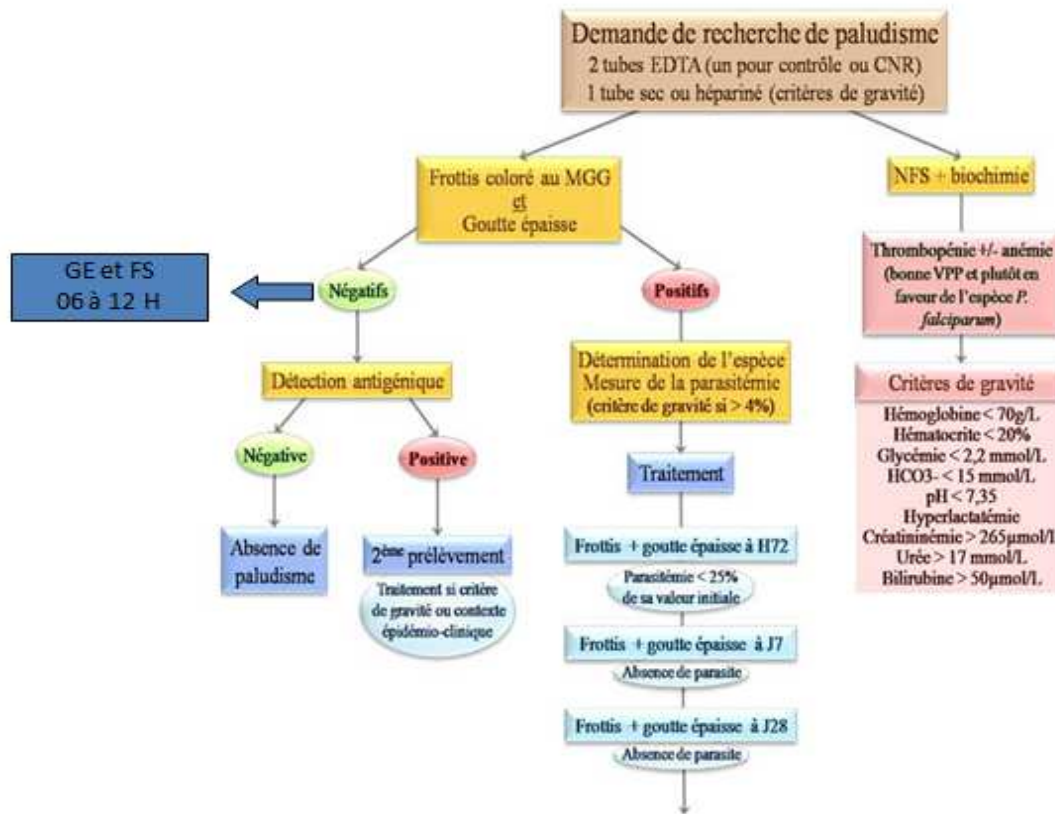 Demande de recherche de paludisme
2 tubes EDTA (un pour contrôle ou CNR)
1 tube sec ou hépariné (critères de gravité)
Frottis coloré au MGG
et
Goutte épaisse
NFS + biochimie
GE et FS
06 à 12 H
Négatifs
Positifs
Thrombopénie +/- anémie
(bonne VPP et plutôt en
faveur de l'espèce P.
falciparum)
Détection antigénique
Détermination de l'espèce
Mesure de la parasitémie
(critère de gravité si > 4%)
Critères de gravité
Hémoglobine < 70g/L
Hématocrite < 20%
Glycémie < 2,2 mmol/L
HCO3- < 15 mmol/L
pH < 7,35
Hyperlactatémie
Créatininémie > 265µmol/l
Urée > 17 mmol/L
Bilirubine > 50µmol/L
Négative
Positive
Traitement
Absence de
paludisme
2ème prélèvement
Traitement si critère
de gravité ou contexte
épidémio-clinique
Frottis + goutte épaisse à H72
Parasitémie < 25%
de sa valeur initiale
Frottis + goutte épaisse à J7
Absence de parasite
Frottis + goutte épaisse à J28
Absence de parasite